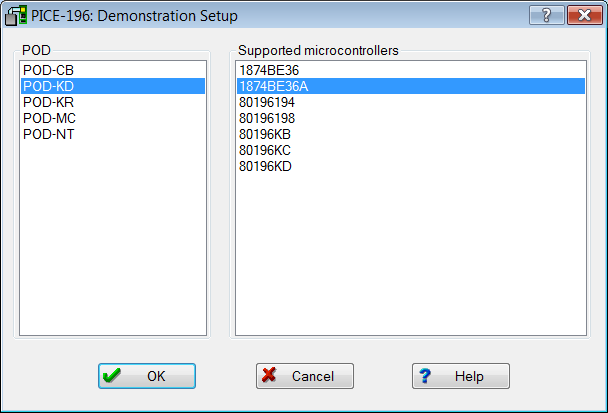 PICE-196: Demonstration Setup
?
POD
POD-CB
POD-KD
POD-KR
POD-MC
POD-NT
Supported microcontrollers
1874BE36
1874BE36A
80196194
80196198
80196KB
80196KC
80196KD
OK
Cancel
? Help